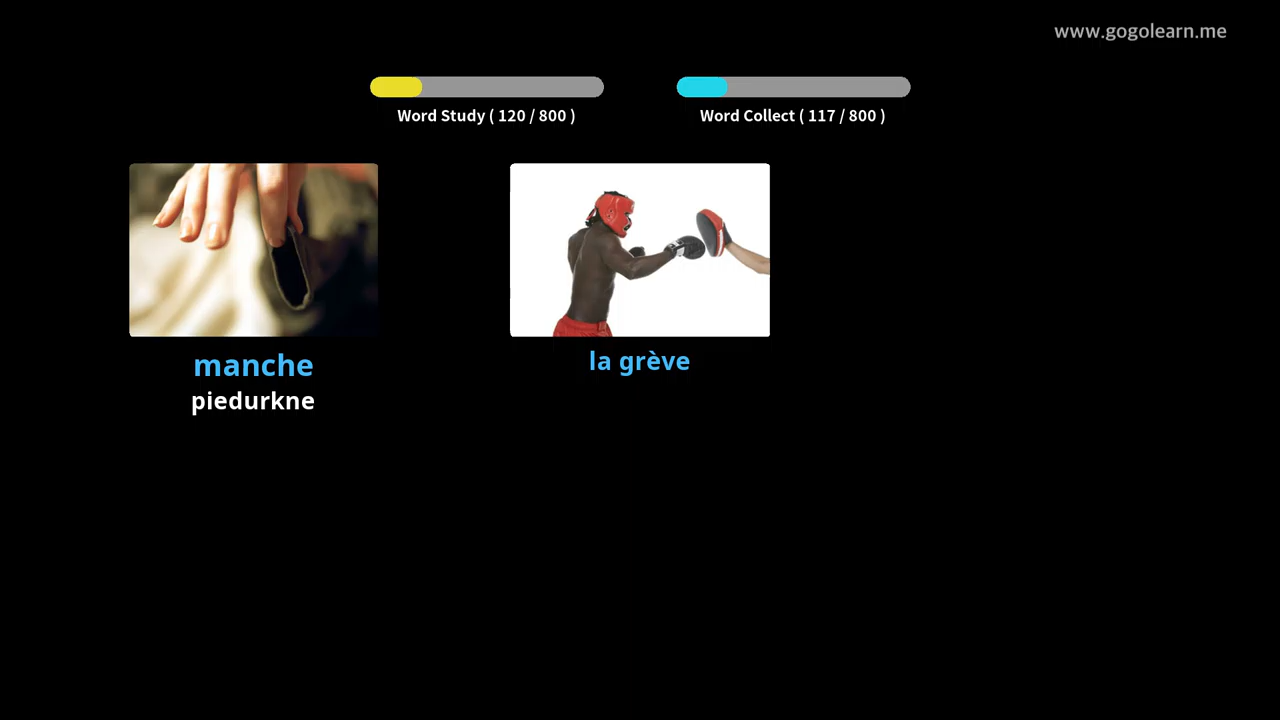 www.gogolearn.me
Word Study ( 120 / 800 )
Word Collect ( 117 / 800 )
manche
piedurkne
la grève